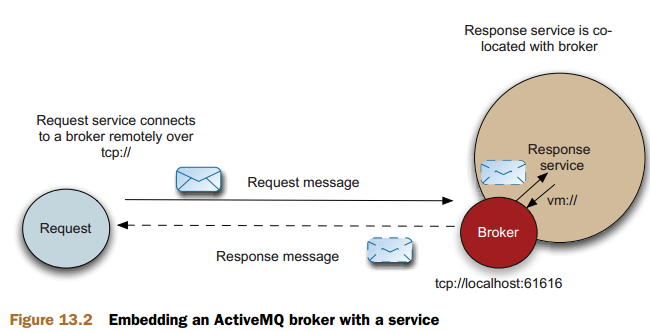 Response service is co-
located with broker
Request service connects
to a broker remotely over
tcp://
Response
service
Request message
vm://
Request
Broker
Response message
tcp://localhost:61616
Figure 13.2 Embedding an ActiveMQ broker with a service